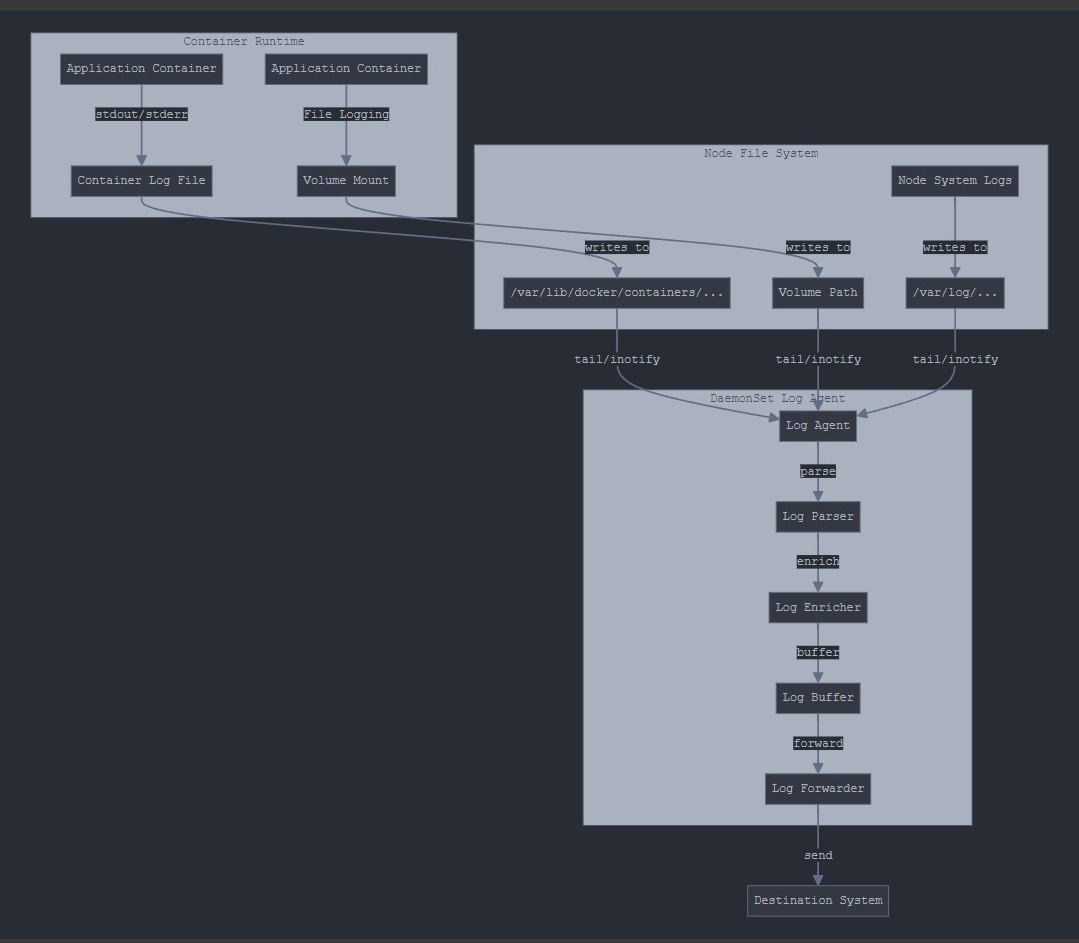 Container Runtime
Application Container
Application Container
stdout/stderr
File Logging
Container Log File
Volume Mount
Node File System
Node System Logs
writes to
writes to
writes to
/var/lib/docker/containers/...
Volume Path
/var/log/...
tail/inotify
tail/inotify
tail/inotify
DaemonSet Log Agent
Log Agent
parse
Log Parser
enrich
Log Enricher
buffer
Log Buffer
forward
Log Forwarder
send
Destination System